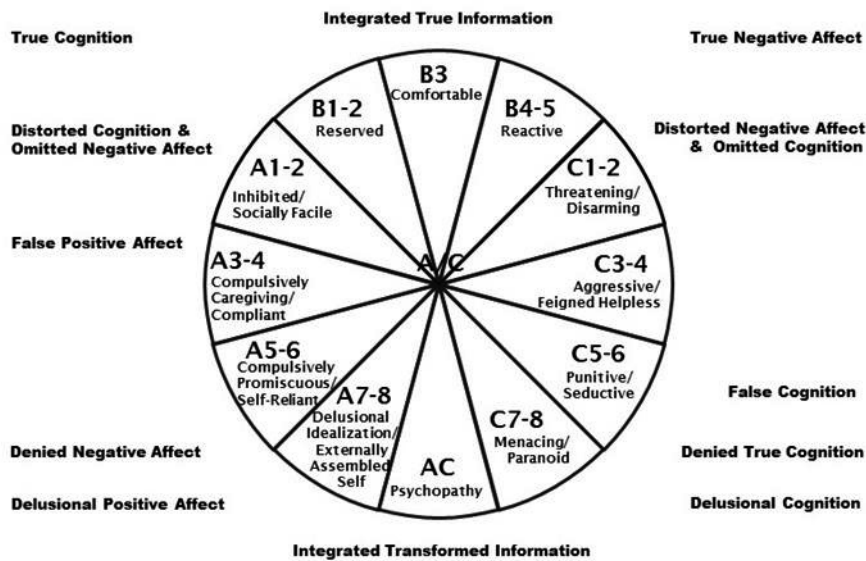 Integrated True Information
True Cognition
True Negative Affect
B3
Comfortable
B1-2
Reserved
B4-5
Reactive
Distorted Cognition &
Omitted Negative Affect
Distorted Negative Affect
& Omitted Cognition
A1-2
Inhibited/
Socially Facile
C1-2
Threatening/
Disarming
False Positive Affect
A3-4
Compulsively
Caregiving/
Compliant
A/C
C3-4
Aggressive/
Feigned Helpless
A5-6
Compulsively
Promiscuous/
Self-Reliant
C5-6
Punitive/
Seductive
False Cognition
A7-8
Delusional
Idealization/
Externally
Assembled
Self
C7-8
Menacing/
Paranoid
AC
Psychopathy
Denied Negative Affect
Denied True Cognition
Delusional Positive Affect
Delusional Cognition
Integrated Transformed Information